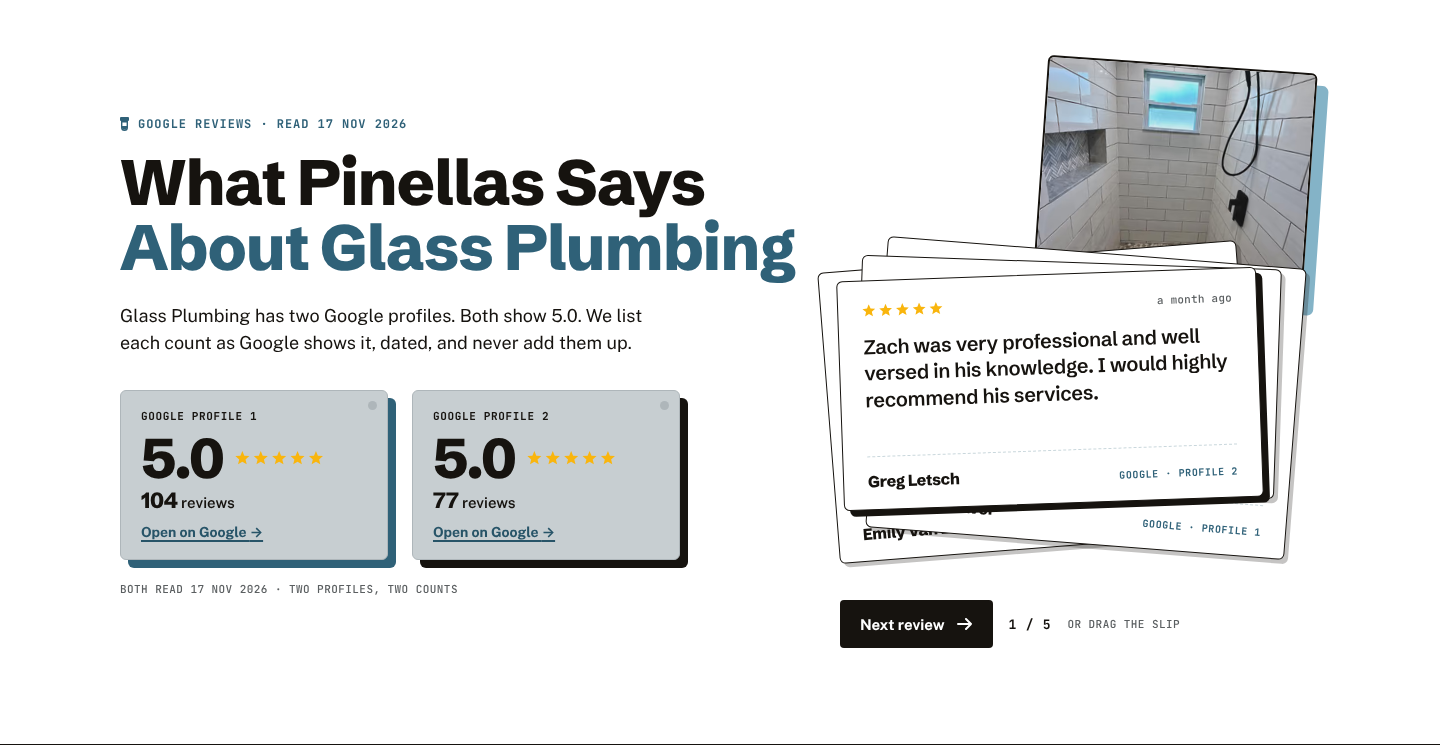 GOOGLE REVIEWS · READ 17 NOV 2026
What Pinellas Says
About Glass Plumbing
Glass Plumbing has two Google profiles. Both show 5.0. We list
each count as Google shows it, dated, and never add them up.
GOOGLE PROFILE 1
5.0
104 reviews
Open on Google →
GOOGLE PROFILE 2
5.0
77 reviews
Open on Google →
BOTH READ 17 NOV 2026 · TWO PROFILES, TWO COUNTS
a month ago
Zach was very professional and well
versed in his knowledge. I would highly
recommend his services.
Greg Letsch
GOOGLE · PROFILE 2
Emily
GOOGLE · PROFILE 1
Next review →
1 / 5
OR DRAG THE SLIP